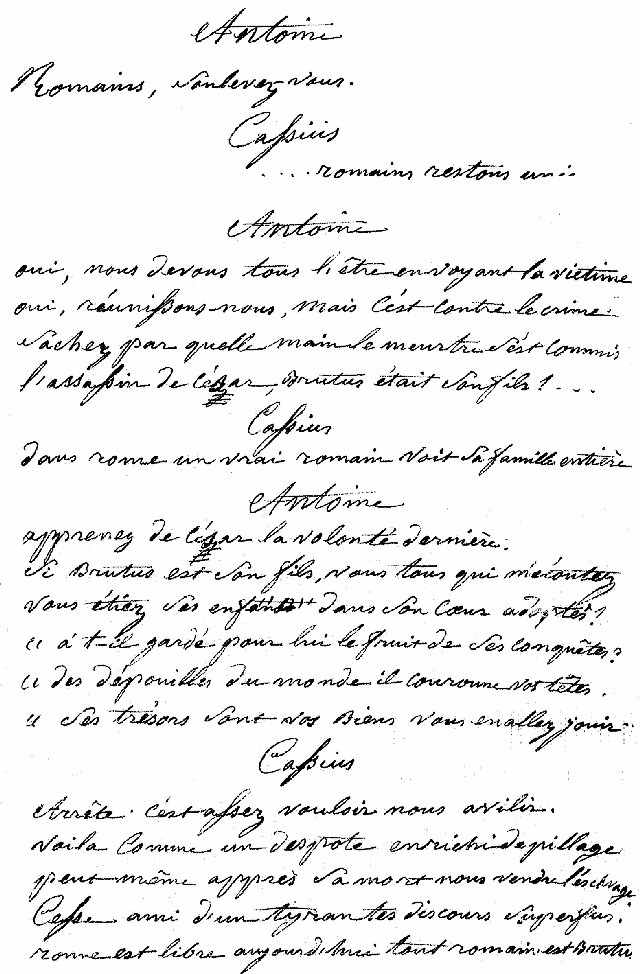 Antoine
Romains, soulevez vous.
Cassius
....romains restons unis
Antoine
oui, nous devons tous l'être en voyant la victime
oui, réunissons-nous, mais c'est contre le crime.
Sachez par quelle main le meurtre s'est commis
l'assassin de César, Brutus était son fils! ...
Cassius
dans rome un vrai romain voit sa famille entière
Antoine
apprenez de César la volonté dernière.
Si Brutus est son fils, vous tous qui m'écoutez
vous étiez ses enfants dans son cœur adoptés!
" a t-il gardé pour lui le fruit de ses conquêtes?
" des dépouilles du monde il couronne vos têtes.
" Ses trésors sont vos Biens vous en allez jouir
Cassius
Arrête. c'est assez vouloir nous avilir.
voila comme un despote enrichi de pillage
peut même apprès sa mort nous vendre l'esclvage
Cesse ami d'un tyran tes discours superflus.
rome est libre aujourd'hui tout romain est Brutus